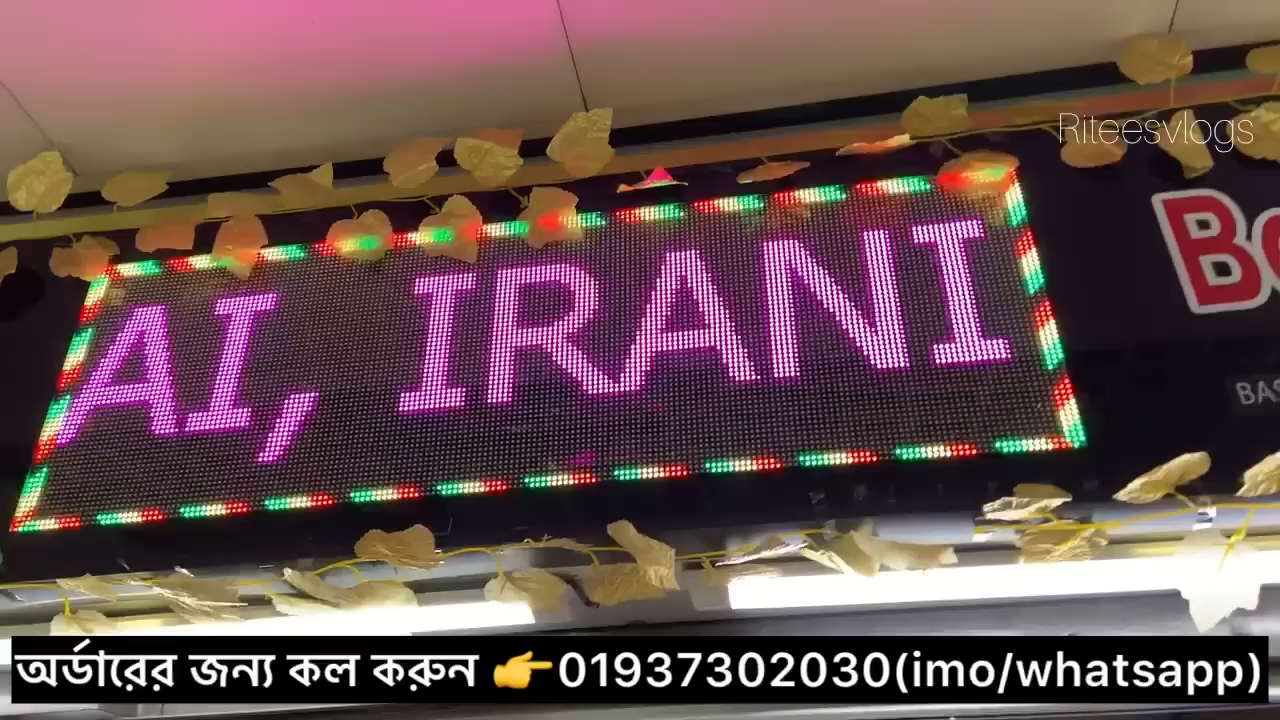 Riteesvlogs
AI, IRANI
অর্ডারের জন্য কল করুন 👉01937302030(imo/whatsapp)